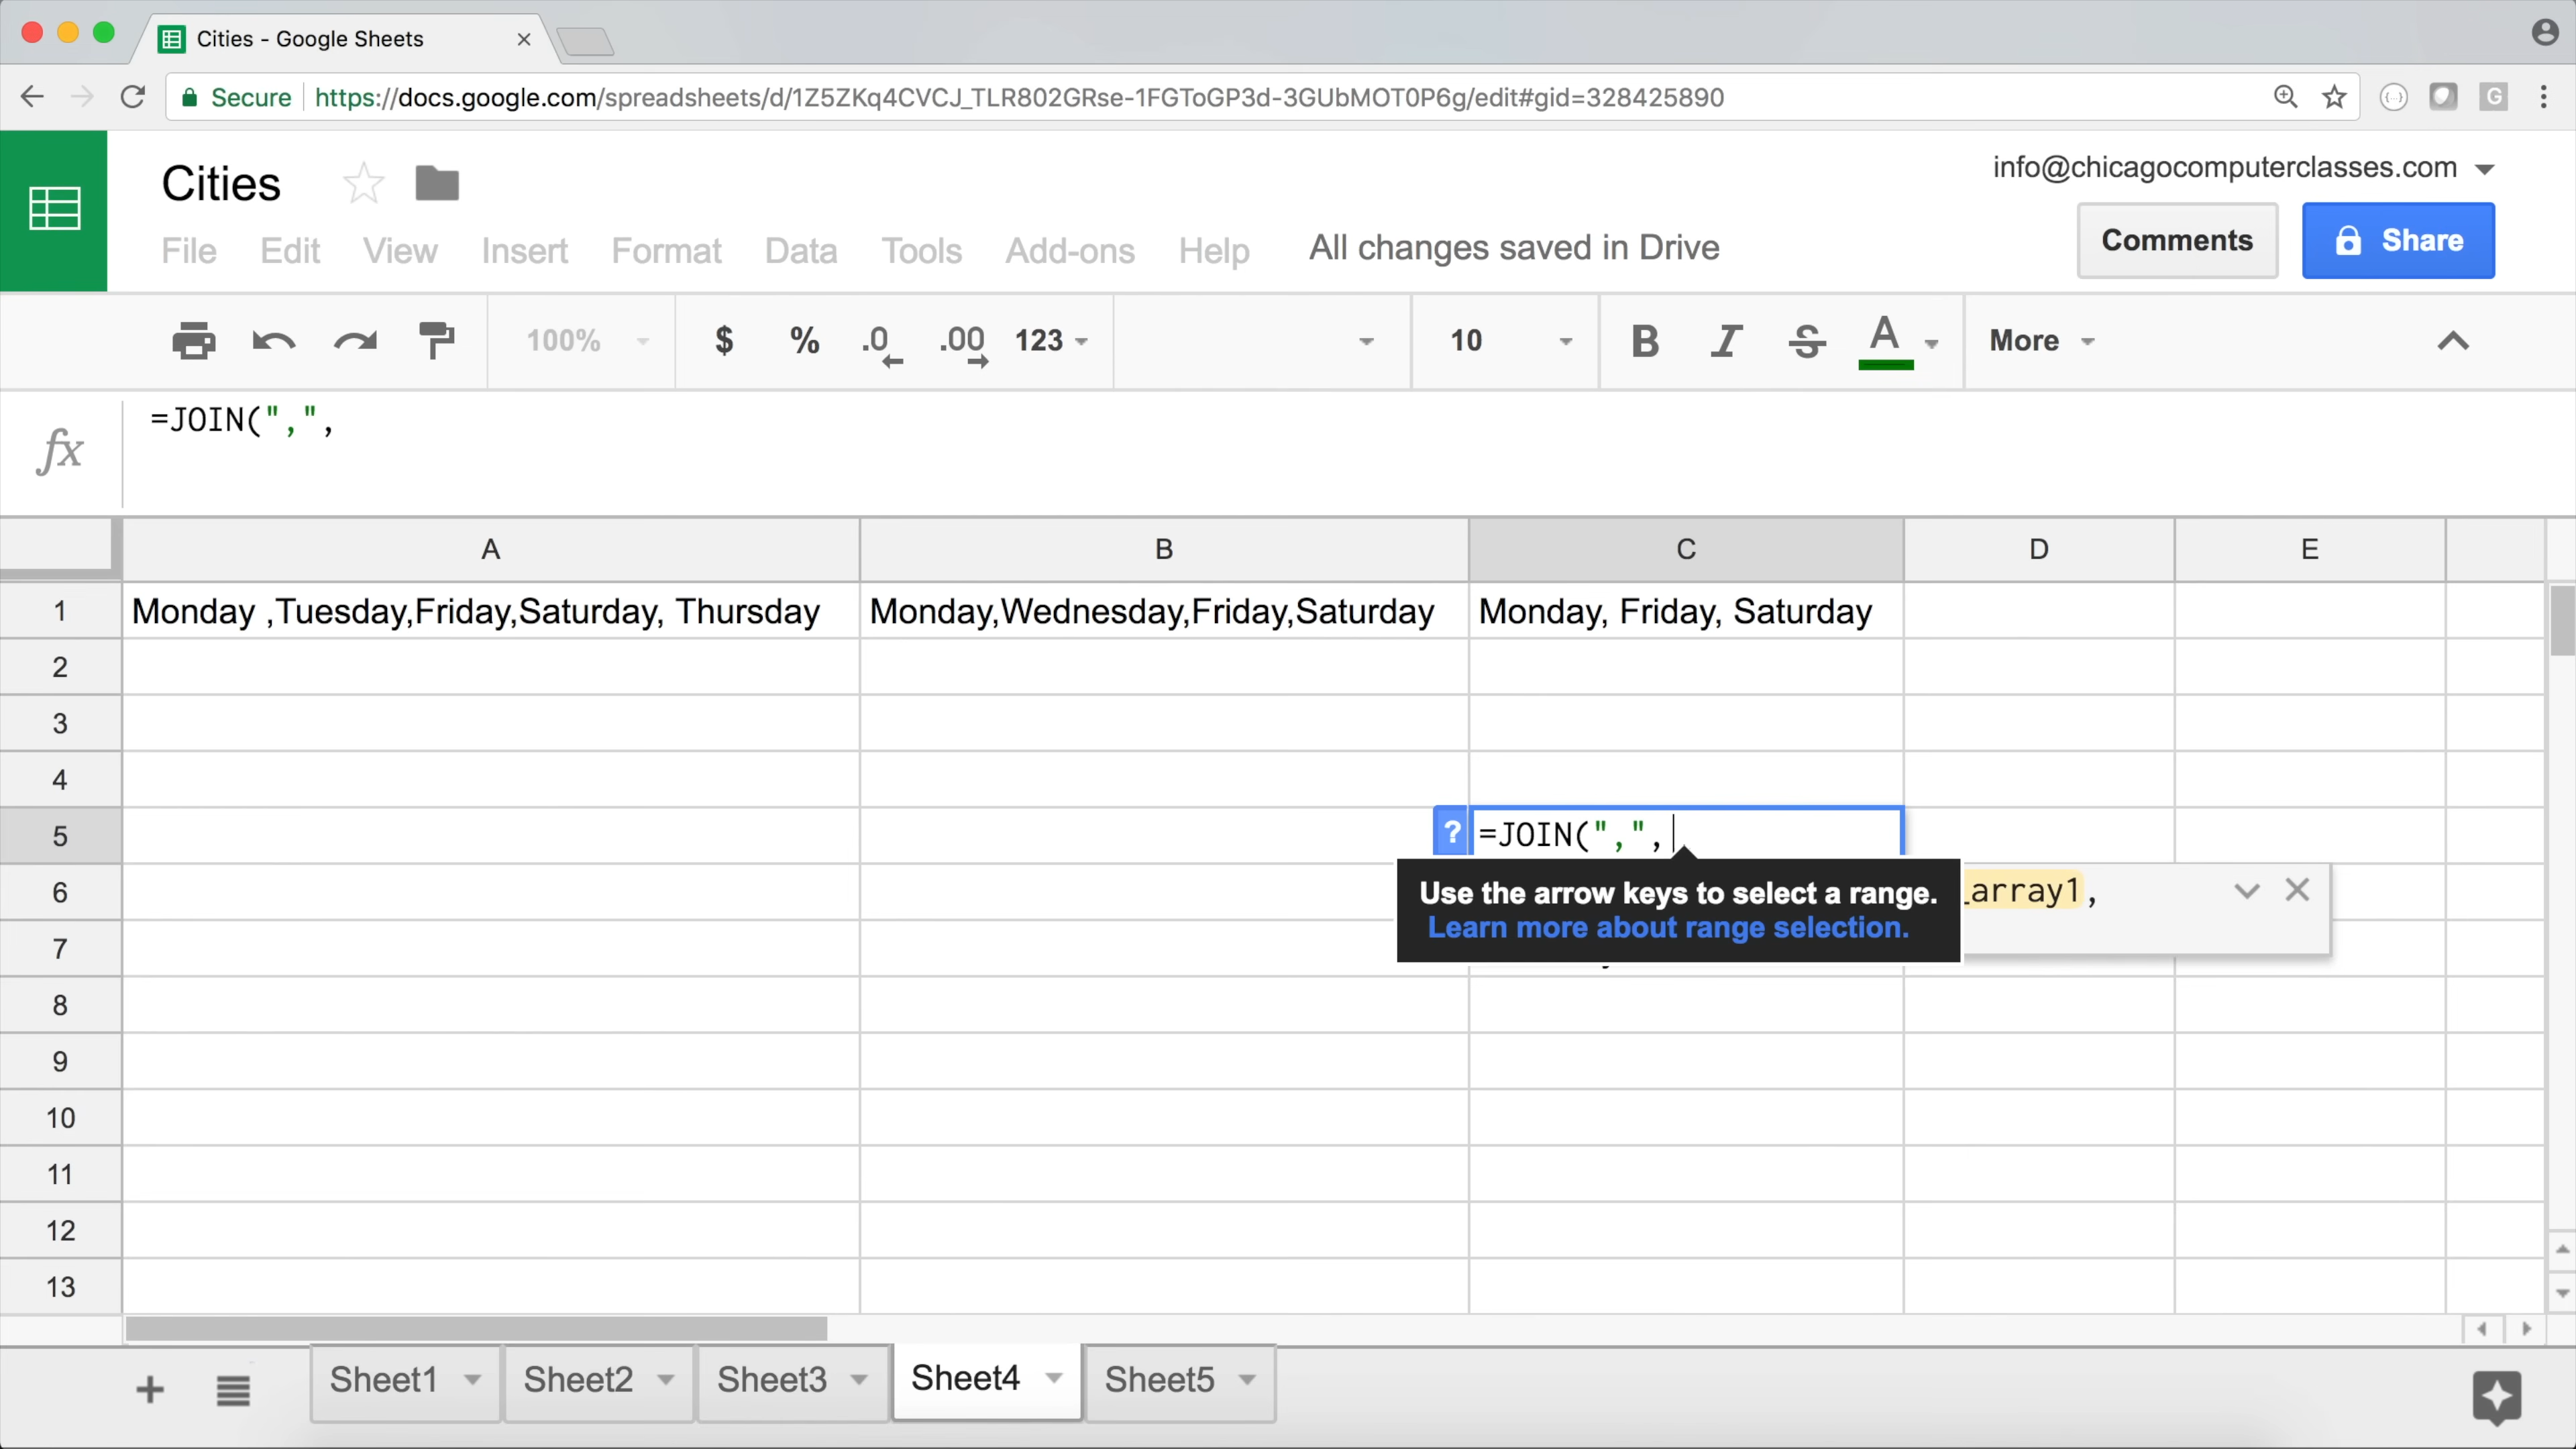 Cities - Google Sheets ×
Secure https://docs.google.com/spreadsheets/d/1Z5ZKq4CVCJ_TLR802GRse-1FGToGP3d-3GUbMOT0P6g/edit#gid=328425890
G
Cities
info@chicagocomputerclasses.com
File Edit View Insert Format Data Tools Add-ons Help All changes saved in Drive
Comments Share
100% $ % .0 .00 123 10 B I S A More
fx =JOIN(",",
A B C D E
1 Monday ,Tuesday,Friday,Saturday, Thursday Monday,Wednesday,Friday,Saturday Monday, Friday, Saturday
2
3
4
5 ? =JOIN(",",
6 Use the arrow keys to select a range. _array1,
7 Learn more about range selection.
8
9
10
11
12
13
Sheet1 Sheet2 Sheet3 Sheet4 Sheet5